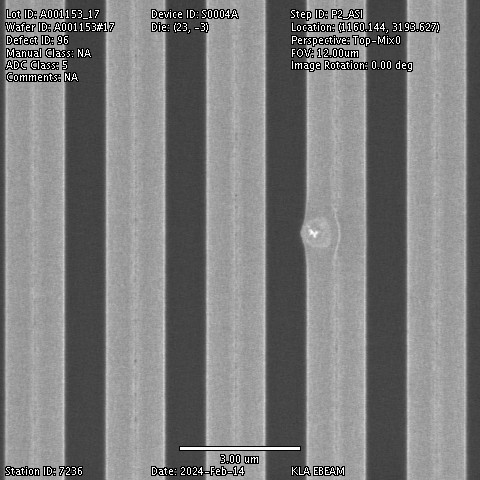 Lot ID: A001153_17
Device ID: S0004A
Step ID: P2_ASI
Wafer ID: A001153#17
Die: (23, -3)
Location: (1160.144, 3193.627)
Defect ID: 96
Perspective: Top-Mix0
Manual Class: NA
FOV: 12.00um
ADC Class: 5
Image Rotation: 0.00 deg
Comments: NA
3.00 um
Station ID: 7236
Date: 2024-Feb-14
KLA EBEAM